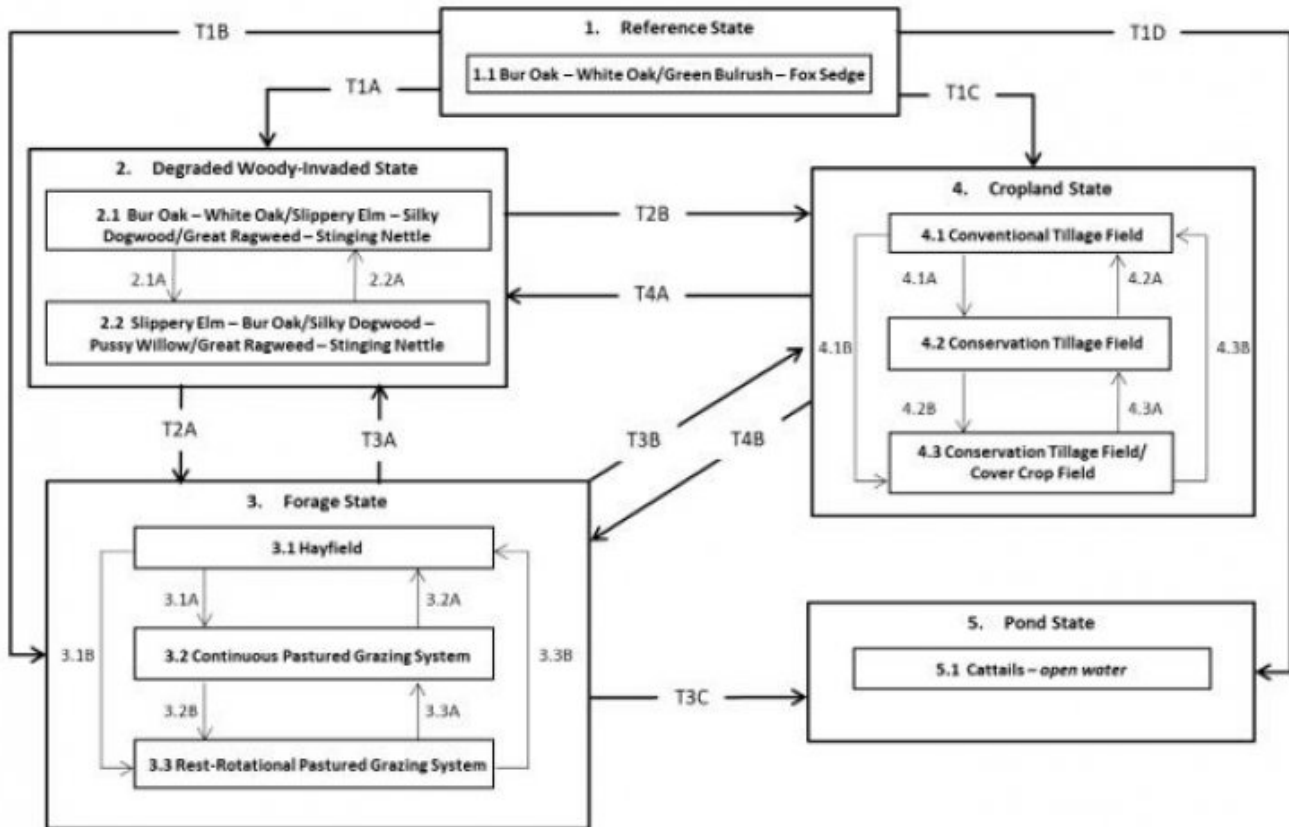 1. Reference State
1.1 Bur Oak – White Oak/Green Bulrush – Fox Sedge
T1B
T1D
T1A
T1C
2. Degraded Woody-Invaded State
2.1 Bur Oak – White Oak/Slippery Elm – Silky
Dogwood/Great Ragweed – Stinging Nettle
2.1A
2.2A
2.2 Slippery Elm – Bur Oak/Silky Dogwood –
Pussy Willow/Great Ragweed – Stinging Nettle
T2B
T4A
4. Cropland State
4.1 Conventional Tillage Field
4.1A
4.2A
4.2 Conservation Tillage Field
4.1B
4.3B
4.2B
4.3A
4.3 Conservation Tillage Field/
Cover Crop Field
T2A
T3A
T3B
T4B
3. Forage State
3.1 Hayfield
3.1A
3.2A
3.2 Continuous Pastured Grazing System
3.1B
3.3B
3.2B
3.3A
3.3 Rest-Rotational Pastured Grazing System
T3C
5. Pond State
5.1 Cattails – open water